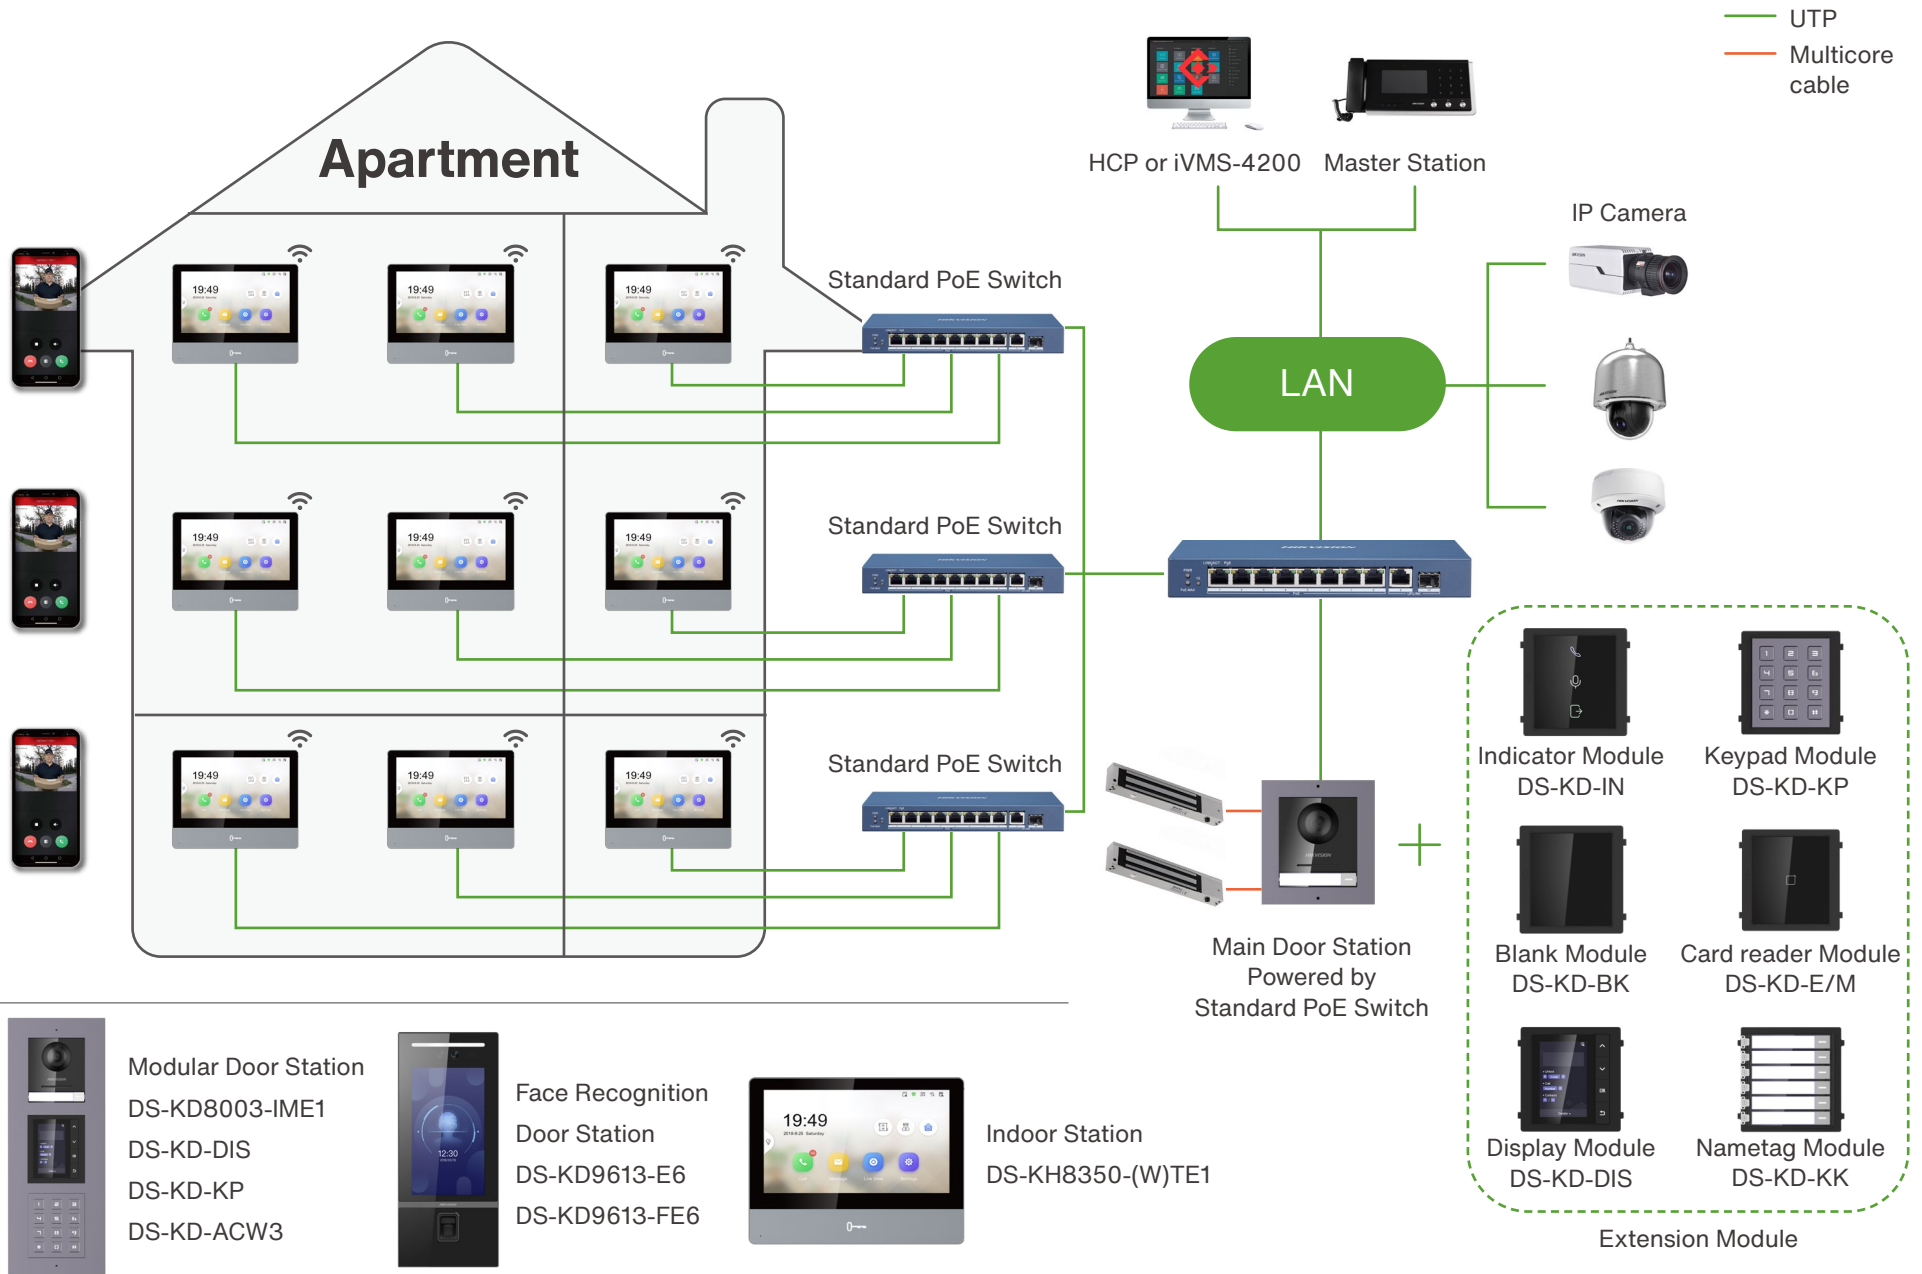 UTP
Multicore
cable
Apartment
HCP or iVMS-4200
Master Station
IP Camera
Standard PoE Switch
HIKVISION
LAN
19:49
19:49
19:49
Standard PoE Switch
19:49
19:49
19:49
HIKVISION
Standard PoE Switch
19:49
19:49
19:49
Indicator Module
DS-KD-IN
Keypad Module
DS-KD-KP
Blank Module
DS-KD-BK
Card reader Module
DS-KD-E/M
Display Module
DS-KD-DIS
Nametag Module
DS-KD-KK
Extension Module
Main Door Station
Powered by
Standard PoE Switch
Modular Door Station
DS-KD8003-IME1
DS-KD-DIS
DS-KD-KP
DS-KD-ACW3
12:30
Face Recognition
Door Station
DS-KD9613-E6
DS-KD9613-FE6
19:49
Indoor Station
DS-KH8350-(W)TE1